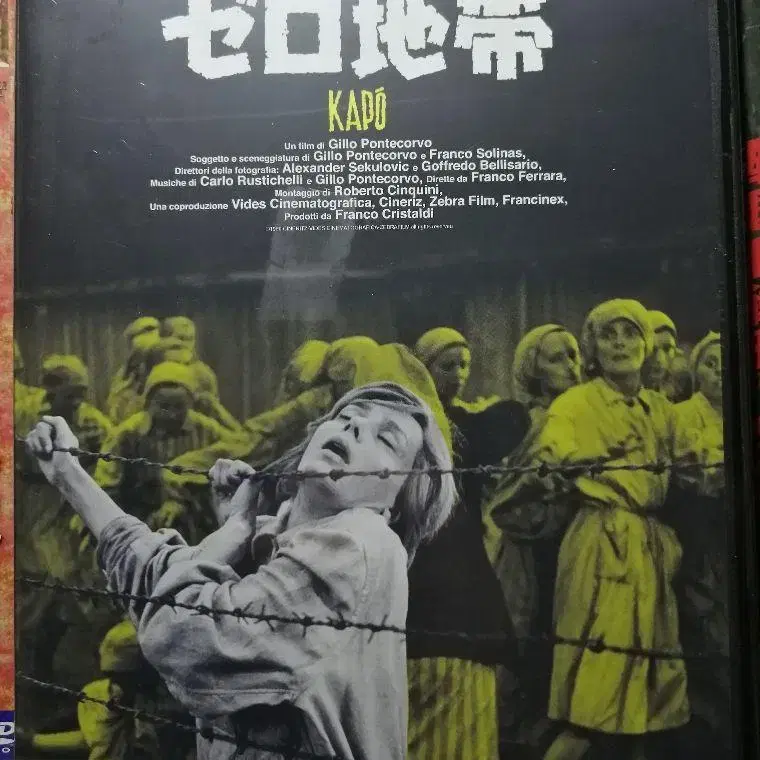 ゼロ地帯
KAPÓ
Un film di Gillo Pontecorvo
Soggetto e sceneggiatura di Gillo Pontecorvo e Franco Solinas,
Direttori della fotografia: Alexander Sekulovic e Goffredo Bellisario,
Musiche di Carlo Rustichelli e Gillo Pontecorvo, Dirette da Franco Ferrara,
Montaggio di Roberto Cinquini,
Una coproduzione Vides Cinematografica, Cineriz, Zebra Film, Francinex,
Prodotti da Franco Cristaldi